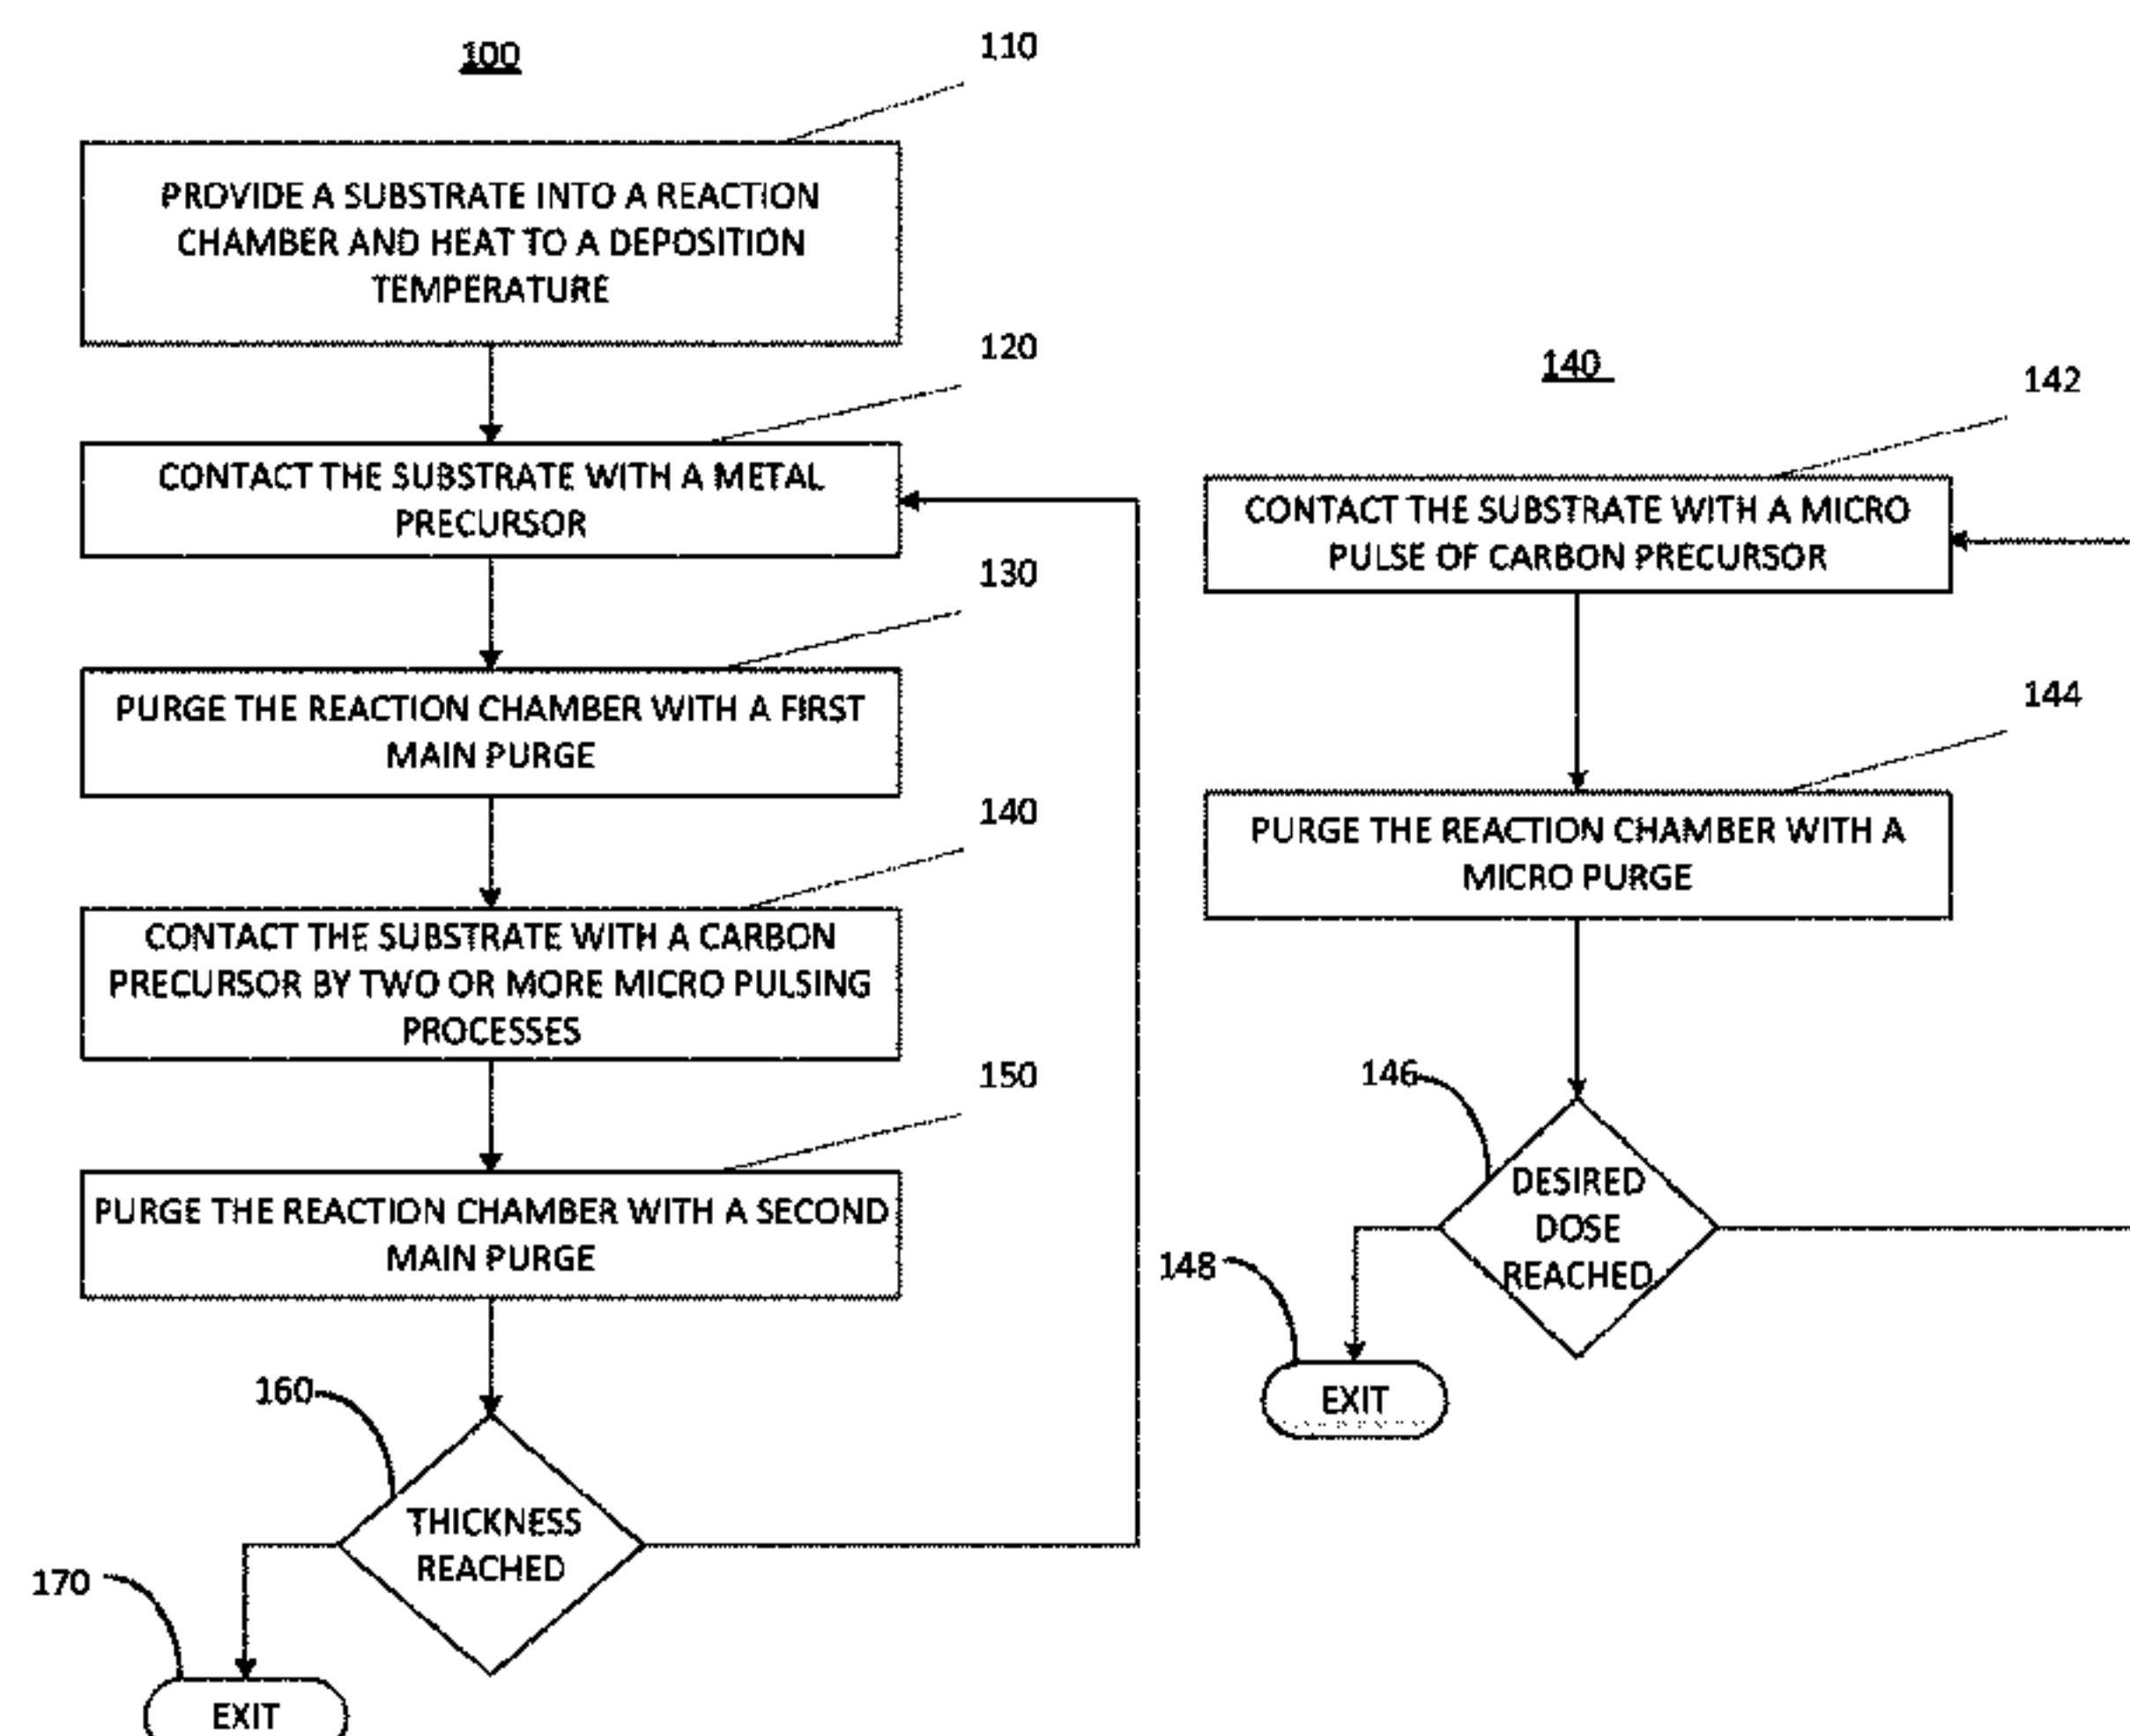 100
110
PROVIDE A SUBSTRATE INTO A REACTION
CHAMBER AND HEAT TO A DEPOSITION
TEMPERATURE
120
CONTACT THE SUBSTRATE WITH A METAL
PRECURSOR
130
PURGE THE REACTION CHAMBER WITH A FIRST
MAIN PURGE
140
CONTACT THE SUBSTRATE WITH A CARBON
PRECURSOR BY TWO OR MORE MICRO PULSING
PROCESSES
150
PURGE THE REACTION CHAMBER WITH A SECOND
MAIN PURGE
160
THICKNESS
REACHED
170
EXIT
140
142
CONTACT THE SUBSTRATE WITH A MICRO
PULSE OF CARBON PRECURSOR
144
PURGE THE REACTION CHAMBER WITH A
MICRO PURGE
146
DESIRED
DOSE
REACHED
148
EXIT